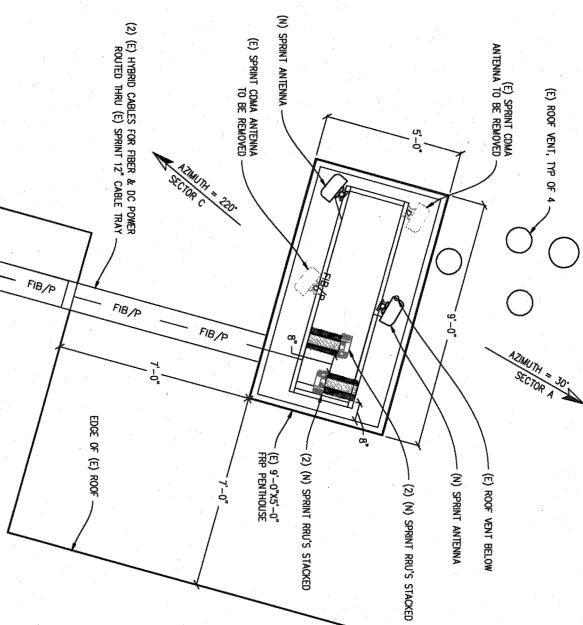 (E) ROOF VENT, TYP OF 4
(E) SPRINT CDMA
ANTENNA TO BE REMOVED
(N) SPRINT ANTENNA
(E) SPRINT CDMA ANTENNA
TO BE REMOVED
(2) (E) HYBRID CABLES FOR FIBER & DC POWER
ROUTED THRU (E) SPRINT 12" CABLE TRAY
AZIMUTH = 30°
SECTOR A
AZIMUTH = 220°
SECTOR C
5'-0"
9'-0"
(E) ROOF VENT BELOW
(N) SPRINT ANTENNA
(2) (N) SPRINT RRU'S STACKED
(2) (N) SPRINT RRU'S STACKED
(E) 9'-0"X5'-0"
FRP PENTHOUSE
8"
8"
FIB/P
FIB/P
FIB/P
FIB/P
7'-0"
7'-0"
EDGE OF (E) ROOF